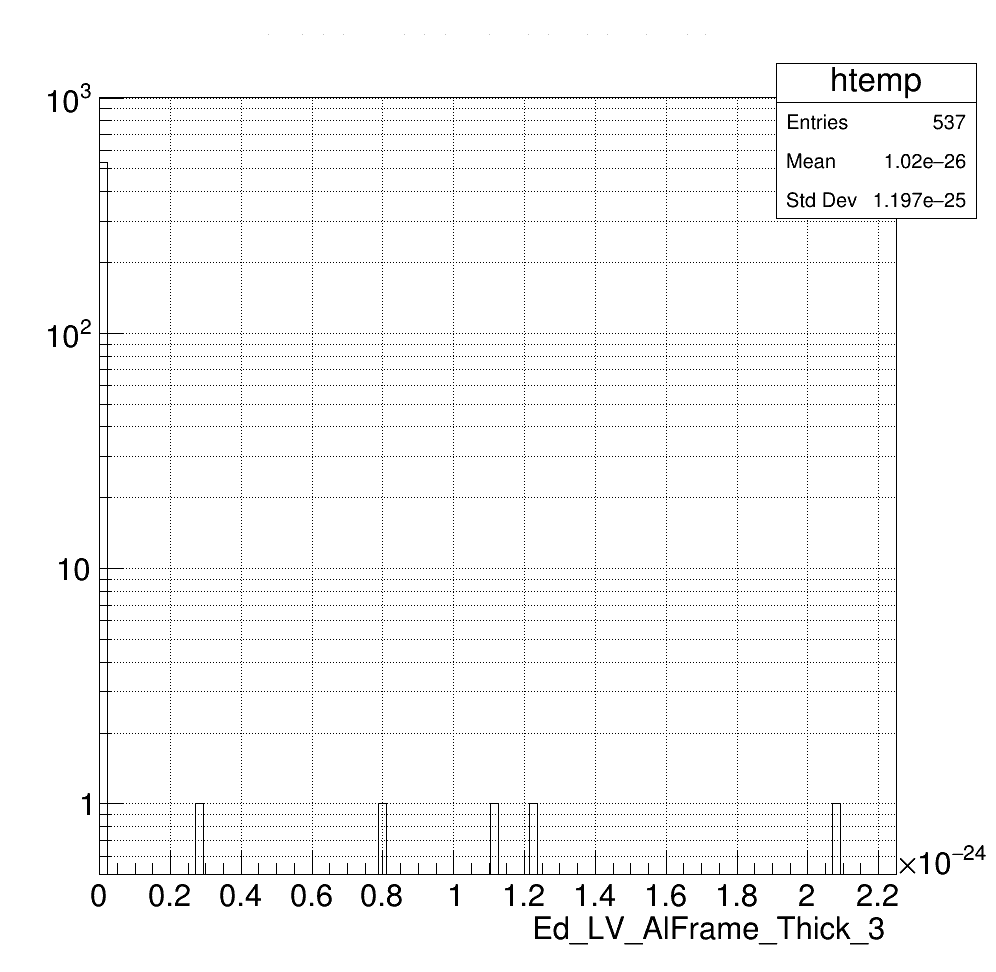 htemp
Entries 537
Mean 1.02e−26
Std Dev 1.197e−25
10³
10²
10
1
0 0.2 0.4 0.6 0.8 1 1.2 1.4 1.6 1.8 2 2.2
×10⁻²⁴
Ed_LV_AlFrame_Thick_3